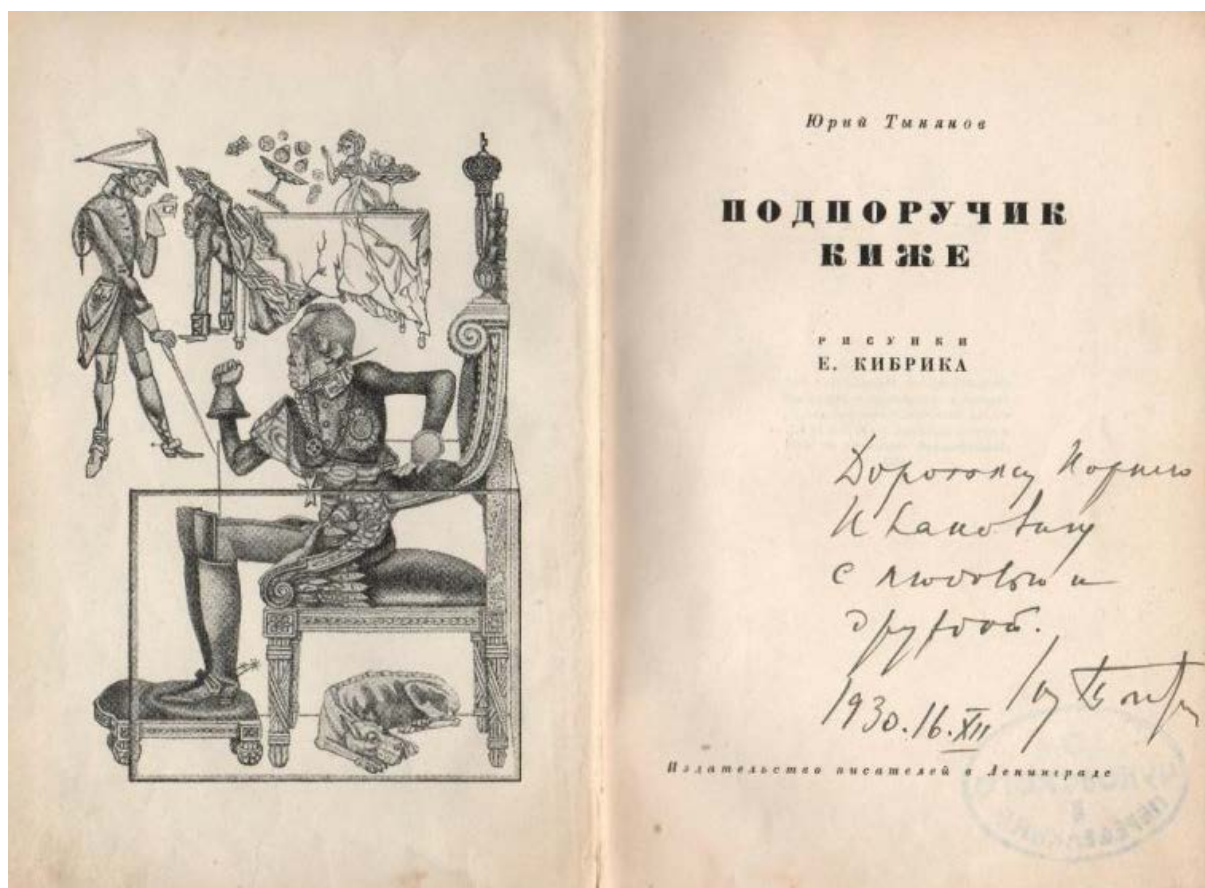 Юрий Тынянов
ПОДПОРУЧИК
КИЖЕ
РИСУНКИ
Е. КИБРИКА
Дорогому Корнею
Ивановичу
с любовью и
дружбой.
1930.16.XII
Издательство писателей в Ленинграде